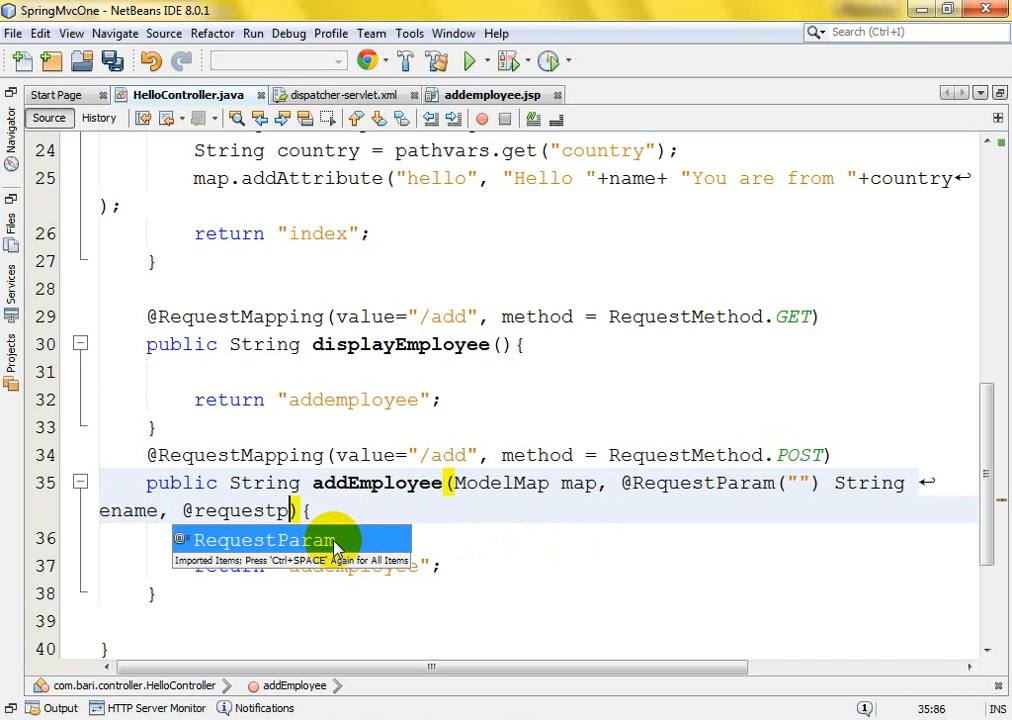 SpringMvcOne - NetBeans IDE 8.0.1
File Edit View Navigate Source Refactor Run Debug Profile Team Tools Window Help
Search (Ctrl+I)
Start Page HelloController.java dispatcher-servlet.xml addemployee.jsp
Source History
Navigator
Files
Services
Projects
24 String country = pathvars.get("country");
25 map.addAttribute("hello", "Hello "+name+ "You are from "+country↩
);
26 return "index";
27 }
28
29 @RequestMapping(value="/add", method = RequestMethod.GET)
30 public String displayEmployee(){
31
32 return "addemployee";
33 }
34 @RequestMapping(value="/add", method = RequestMethod.POST)
35 public String addEmployee(ModelMap map, @RequestParam("") String ↩
ename, @requestp){
36 RequestParam
Imported Items; Press 'Ctrl+SPACE' Again for All Items
37 return "addemployee";
38 }
39
40 }
com.bari.controller.HelloController addEmployee
Output HTTP Server Monitor Notifications 35:86 INS